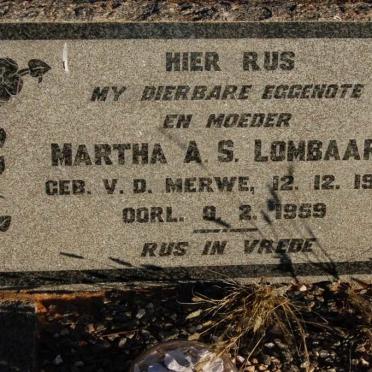 HIER RUS
MY DIERBARE EGGENOTE
EN MOEDER
MARTHA A. S. LOMBAAR
GEB. V. D. MERWE, 12. 12. 19
OORL. 9. 2. 1959
RUS IN VREDE